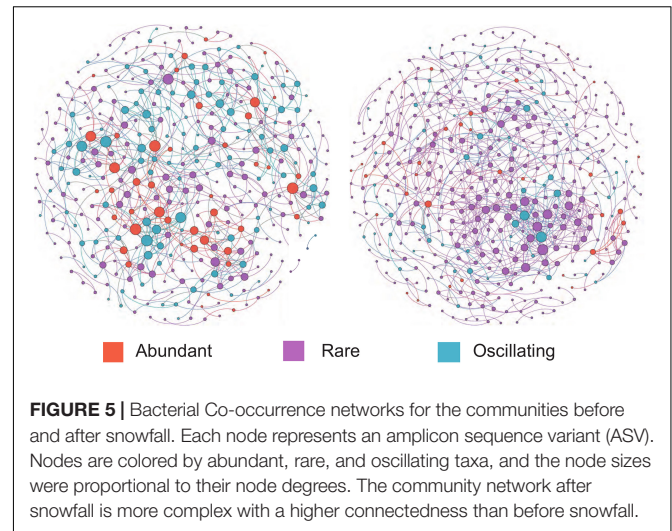 Abundant Rare Oscillating
FIGURE 5 | Bacterial Co-occurrence networks for the communities before
and after snowfall. Each node represents an amplicon sequence variant (ASV).
Nodes are colored by abundant, rare, and oscillating taxa, and the node sizes
were proportional to their node degrees. The community network after
snowfall is more complex with a higher connectedness than before snowfall.